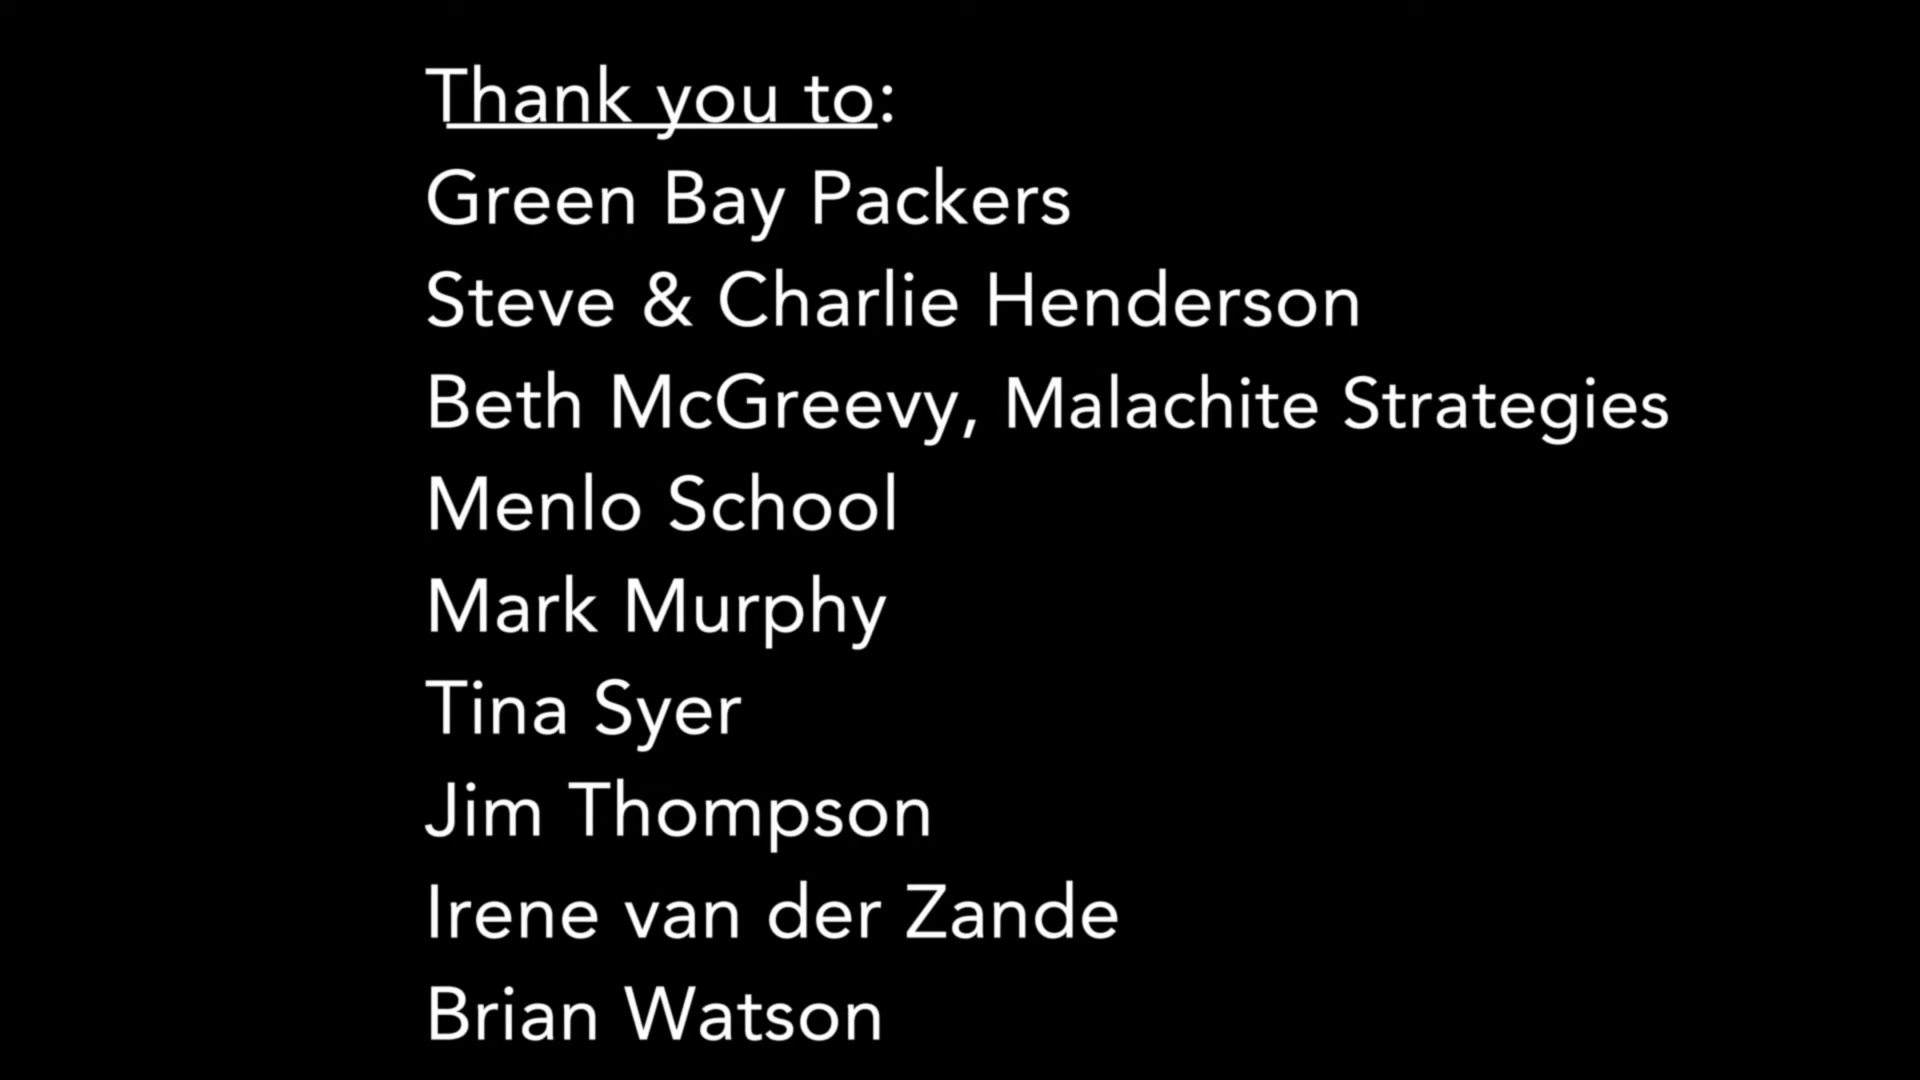 Thank you to:
Green Bay Packers
Steve & Charlie Henderson
Beth McGreevy, Malachite Strategies
Menlo School
Mark Murphy
Tina Syer
Jim Thompson
Irene van der Zande
Brian Watson